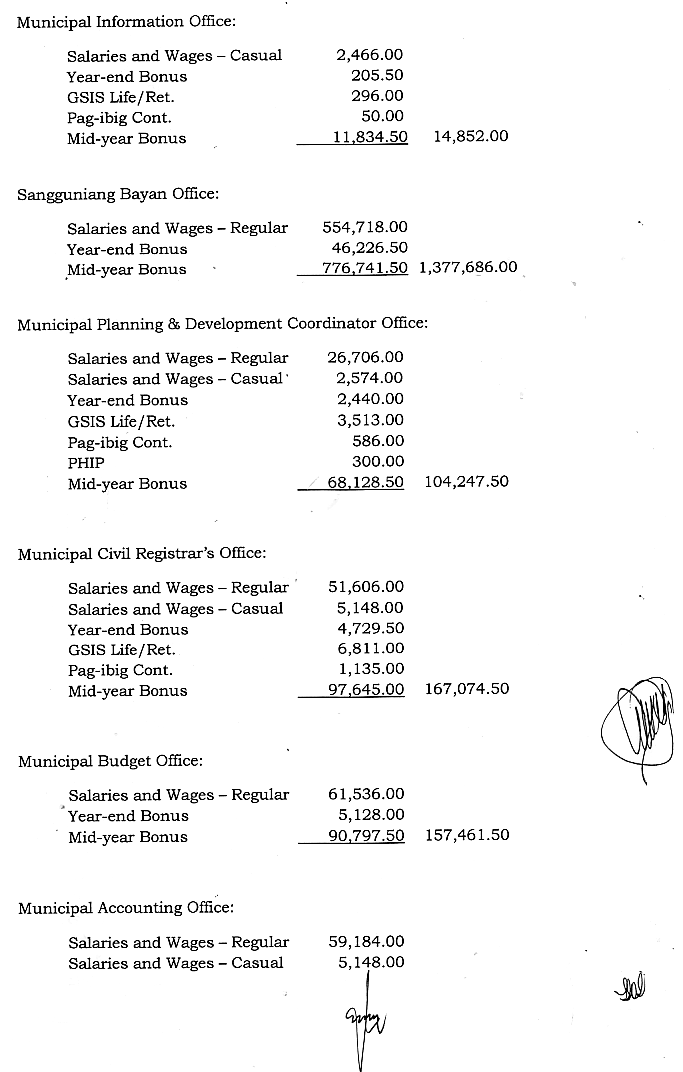 Municipal Information Office:
Salaries and Wages – Casual 2,466.00
Year-end Bonus 205.50
GSIS Life/Ret. 296.00
Pag-ibig Cont. 50.00
Mid-year Bonus 11,834.50 14,852.00
Sangguniang Bayan Office:
Salaries and Wages – Regular 554,718.00
Year-end Bonus 46,226.50
Mid-year Bonus 776,741.50 1,377,686.00
Municipal Planning & Development Coordinator Office:
Salaries and Wages – Regular 26,706.00
Salaries and Wages – Casual 2,574.00
Year-end Bonus 2,440.00
GSIS Life/Ret. 3,513.00
Pag-ibig Cont. 586.00
PHIP 300.00
Mid-year Bonus 68,128.50 104,247.50
Municipal Civil Registrar's Office:
Salaries and Wages – Regular 51,606.00
Salaries and Wages – Casual 5,148.00
Year-end Bonus 4,729.50
GSIS Life/Ret. 6,811.00
Pag-ibig Cont. 1,135.00
Mid-year Bonus 97,645.00 167,074.50
Municipal Budget Office:
Salaries and Wages – Regular 61,536.00
Year-end Bonus 5,128.00
Mid-year Bonus 90,797.50 157,461.50
Municipal Accounting Office:
Salaries and Wages – Regular 59,184.00
Salaries and Wages – Casual 5,148.00